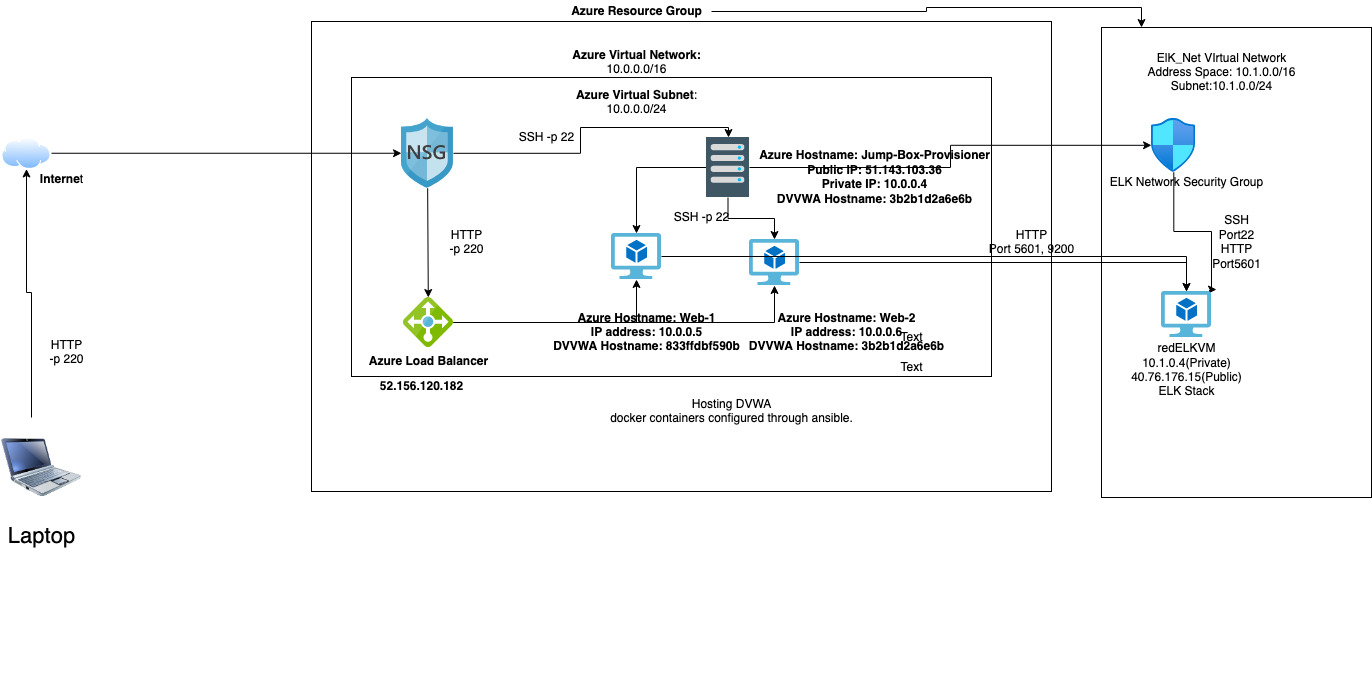 Azure Resource Group
Azure Virtual Network:
10.0.0.0/16
Azure Virtual Subnet:
10.0.0.0/24
ElK_Net VIrtual Network
Address Space: 10.1.0.0/16
Subnet:10.1.0.0/24
NSG
SSH -p 22
Azure Hostname: Jump-Box-Provisioner
Public IP: 51.143.103.36
Private IP: 10.0.0.4
DVVWA Hostname: 3b2b1d2a6e6b
Internet
ELK Network Security Group
SSH -p 22
HTTP
-p 220
HTTP
Port 5601, 9200
SSH
Port22
HTTP
Port5601
Azure Hostname: Web-1
IP address: 10.0.0.5
DVVWA Hostname: 833ffdbf590b
Azure Hostname: Web-2
IP address: 10.0.0.6
DVVWA Hostname: 3b2b1d2a6e6b
Text
Text
HTTP
-p 220
Azure Load Balancer
52.156.120.182
redELKVM
10.1.0.4(Private)
40.76.176.15(Public)
ELK Stack
Hosting DVWA
docker containers configured through ansible.
Laptop